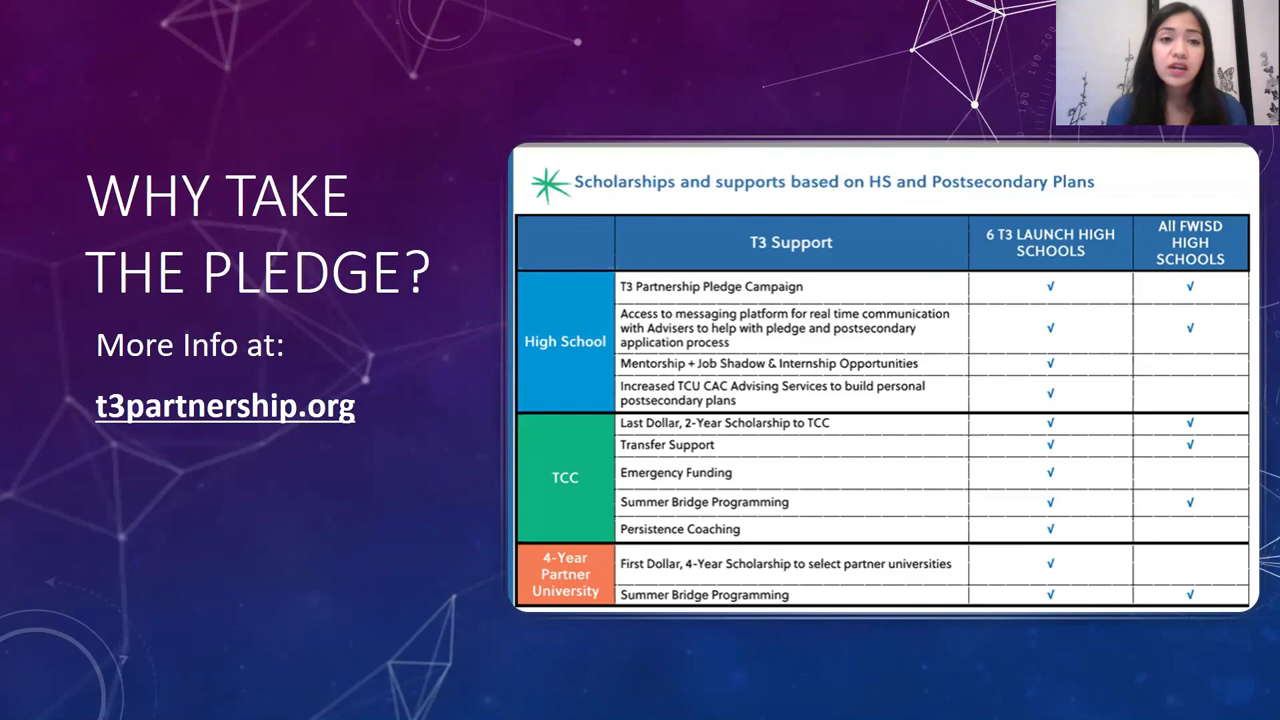 WHY TAKE
THE PLEDGE?
More Info at:
t3partnership.org
Scholarships and supports based on HS and Postsecondary Plans
T3 Support
6 T3 LAUNCH HIGH
SCHOOLS
All FWISD
HIGH
SCHOOLS
High School
T3 Partnership Pledge Campaign
√ √
Access to messaging platform for real time communication
with Advisers to help with pledge and postsecondary
application process
√ √
Mentorship + Job Shadow & Internship Opportunities
√
Increased TCU CAC Advising Services to build personal
postsecondary plans
√
TCC
Last Dollar, 2-Year Scholarship to TCC
√ √
Transfer Support
√ √
Emergency Funding
√
Summer Bridge Programming
√ √
Persistence Coaching
√
4-Year
Partner
University
First Dollar, 4-Year Scholarship to select partner universities
√
Summer Bridge Programming
√ √
180 190 200